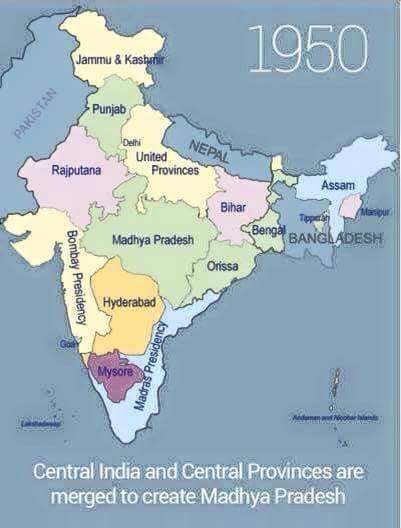 1950
Jammu & Kashmir
PAKISTAN
Punjab
Delhi
NEPAL
United
Provinces
Rajputana
Assam
Bihar
Manipur
Bengal
BANGLADESH
Madhya Pradesh
Orissa
Bombay Presidency
Hyderabad
Goa
Mysore
Madras Presidency
Lakshadweep
Andaman and Nicobar Islands
Central India and Central Provinces are
merged to create Madhya Pradesh